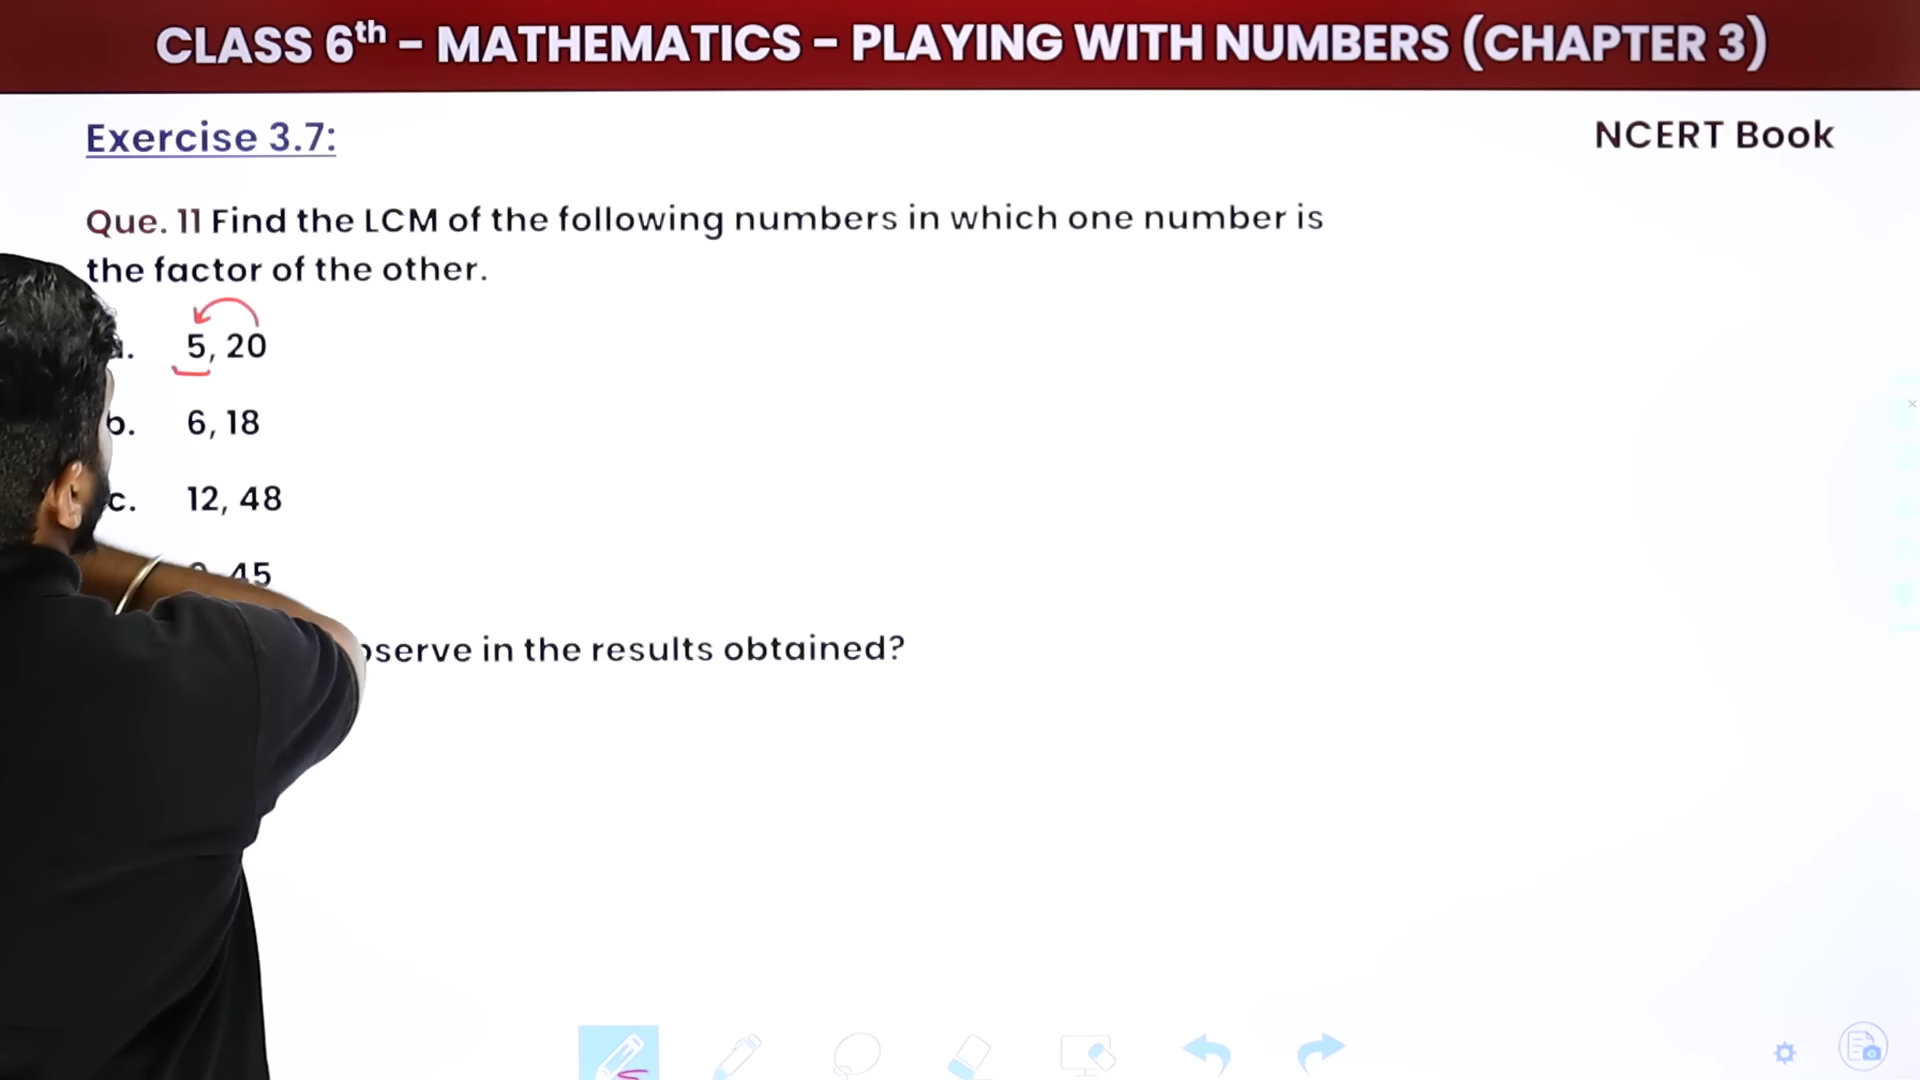 CLASS 6th – MATHEMATICS – PLAYING WITH NUMBERS (CHAPTER 3)
Exercise 3.7:
NCERT Book
Que. 11 Find the LCM of the following numbers in which one number is
the factor of the other.
5, 20
b. 6, 18
c. 12, 48
45
in the results obtained?